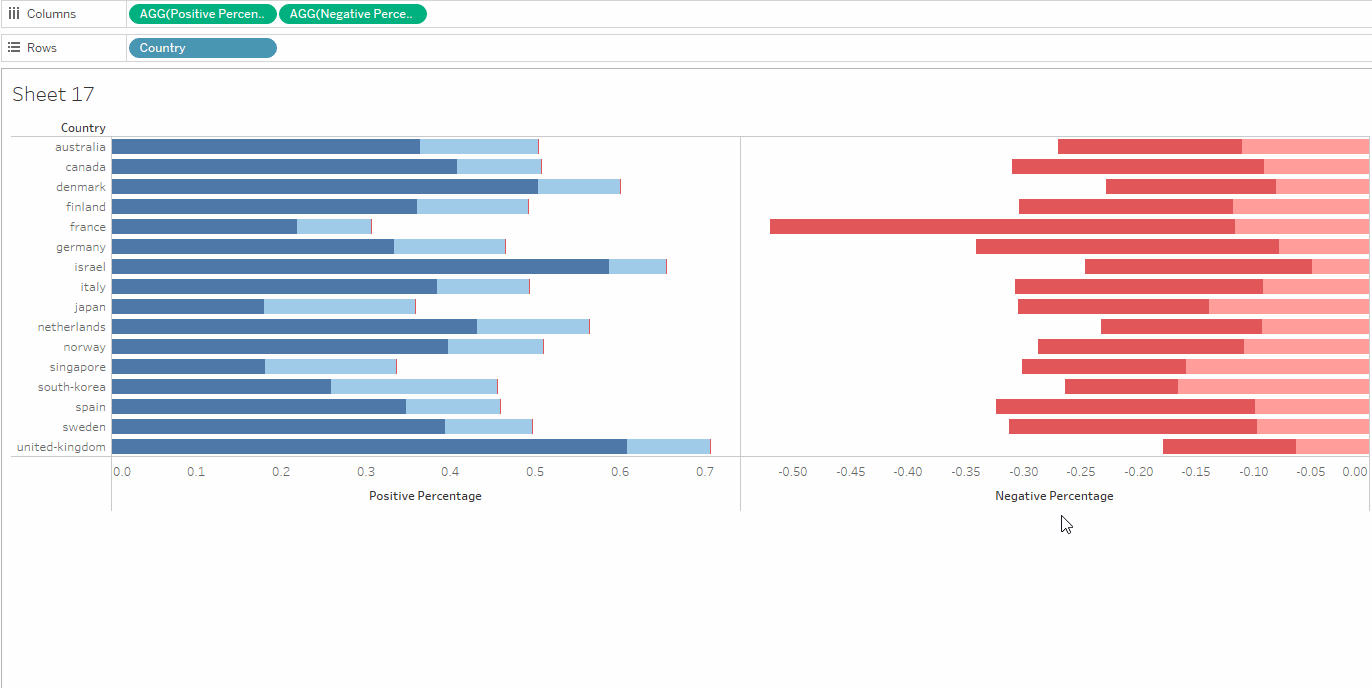 Columns AGG(Positive Percen.. AGG(Negative Perce..
Rows Country
Sheet 17
Country
australia
canada
denmark
finland
france
germany
israel
italy
japan
netherlands
norway
singapore
south-korea
spain
sweden
united-kingdom
0.0 0.1 0.2 0.3 0.4 0.5 0.6 0.7 -0.50 -0.45 -0.40 -0.35 -0.30 -0.25 -0.20 -0.15 -0.10 -0.05 0.00
Positive Percentage Negative Percentage